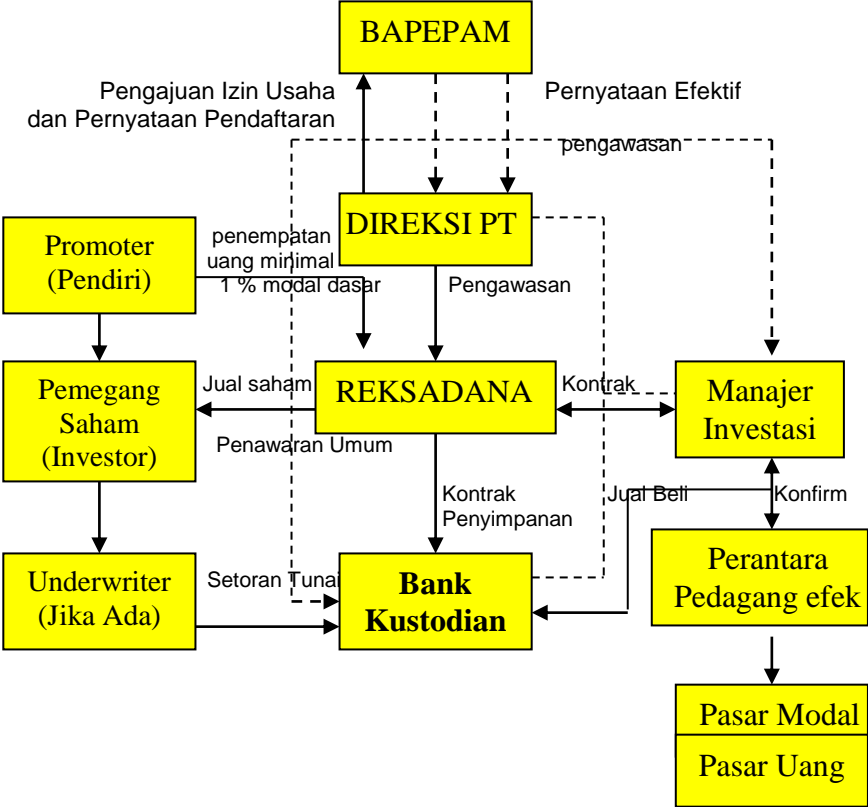 BAPEPAM
Pengajuan Izin Usaha
dan Pernyataan Pendaftaran
Pernyataan Efektif
pengawasan
DIREKSI PT
Promoter
(Pendiri)
penempatan
uang minimal
1 % modal dasar
Pengawasan
Pemegang
Saham
(Investor)
Jual saham
REKSADANA
Kontrak
Manajer
Investasi
Penawaran Umum
Kontrak
Penyimpanan
Jual Beli
Konfirm
Underwriter
(Jika Ada)
Setoran Tunai
Bank
Kustodian
Perantara
Pedagang efek
Pasar Modal
Pasar Uang